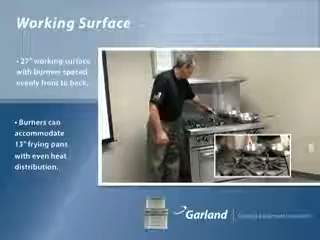 Working Surface
• 27" working surface
with burners spaced
evenly front to back.
• Burners can
accommodate
13" frying pans
with even heat
distribution.
Garland